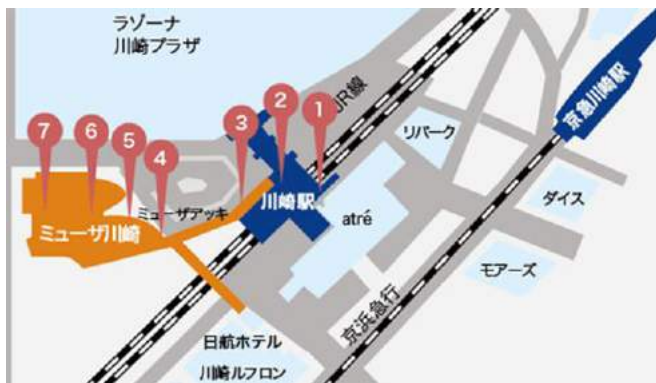 ラゾーナ
川崎プラザ
JR線
京急川崎駅
7
6
5
4
3
2
1
リバーク
川崎駅
ミューザデッキ
ダイス
atré
ミューザ川崎
モアーズ
京浜急行
日航ホテル
川崎ルフロン